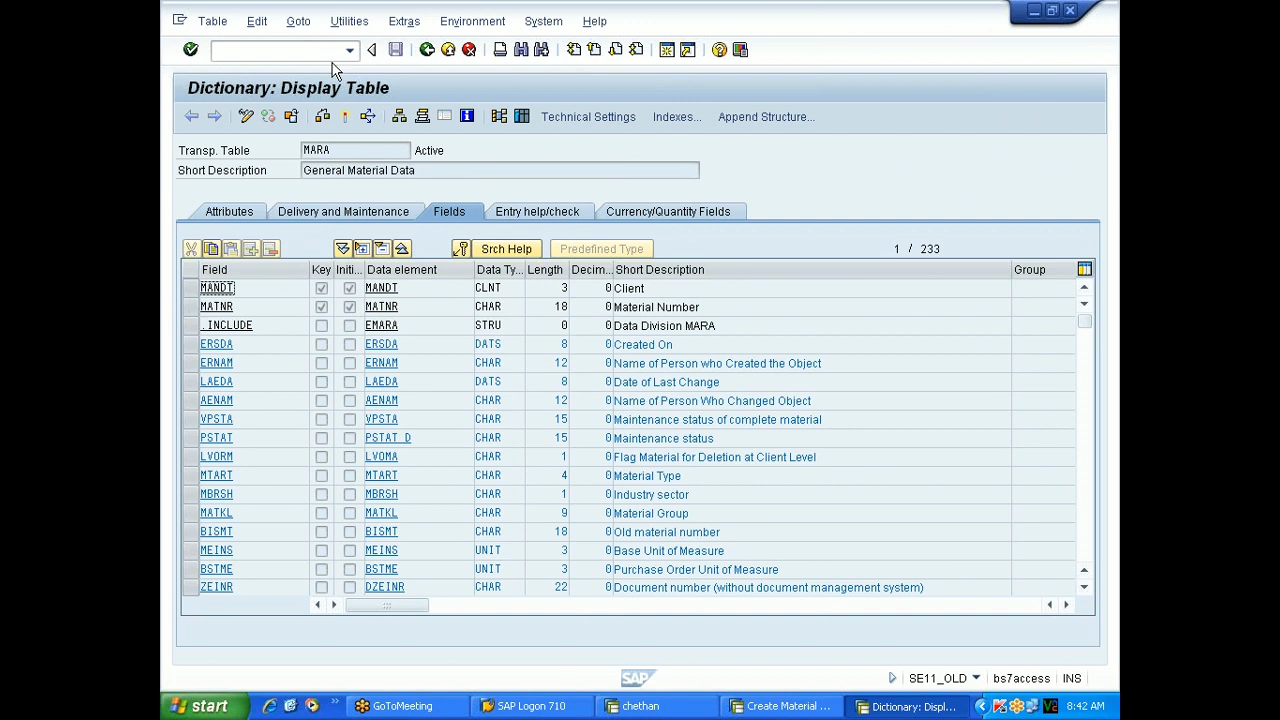 Table Edit Goto Utilities Extras Environment System Help
Dictionary: Display Table
Technical Settings Indexes... Append Structure...
Transp. Table MARA Active
Short Description General Material Data
Attributes Delivery and Maintenance Fields Entry help/check Currency/Quantity Fields
Srch Help Predefined Type 1 / 233
Field Key Initi... Data element Data Ty... Length Decim... Short Description Group
MANDT MANDT CLNT 3 0 Client
MATNR MATNR CHAR 18 0 Material Number
.INCLUDE EMARA STRU 0 0 Data Division MARA
ERSDA ERSDA DATS 8 0 Created On
ERNAM ERNAM CHAR 12 0 Name of Person who Created the Object
LAEDA LAEDA DATS 8 0 Date of Last Change
AENAM AENAM CHAR 12 0 Name of Person Who Changed Object
VPSTA VPSTA CHAR 15 0 Maintenance status of complete material
PSTAT PSTAT_D CHAR 15 0 Maintenance status
LVORM LVOMA CHAR 1 0 Flag Material for Deletion at Client Level
MTART MTART CHAR 4 0 Material Type
MBRSH MBRSH CHAR 1 0 Industry sector
MATKL MATKL CHAR 9 0 Material Group
BISMT BISMT CHAR 18 0 Old material number
MEINS MEINS UNIT 3 0 Base Unit of Measure
BSTME BSTME UNIT 3 0 Purchase Order Unit of Measure
ZEINR DZEINR CHAR 22 0 Document number (without document management system)
SAP SE11_OLD bs7access INS
start GoToMeeting SAP Logon 710 chethan Create Material ... Dictionary: Displ... 8:42 AM